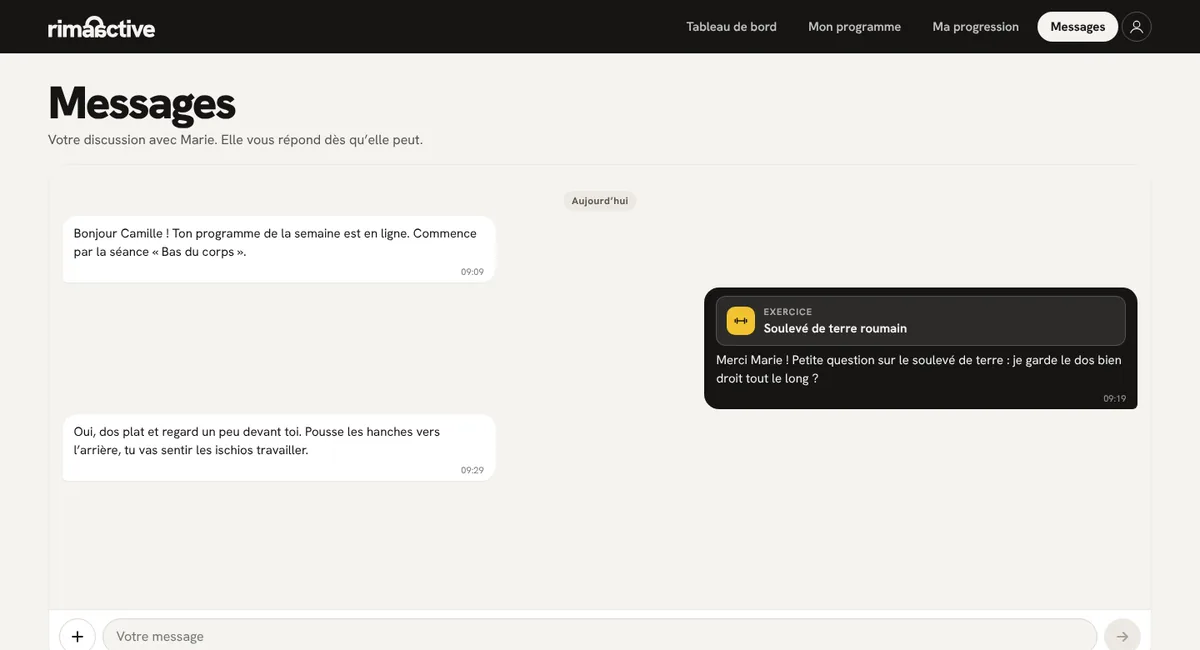 rimaactive
Tableau de bord
Mon programme
Ma progression
Messages
Messages
Votre discussion avec Marie. Elle vous répond dès qu’elle peut.
Aujourd’hui
Bonjour Camille ! Ton programme de la semaine est en ligne. Commence
par la séance « Bas du corps ».
09:09
EXERCICE
Soulevé de terre roumain
Merci Marie ! Petite question sur le soulevé de terre : je garde le dos bien
droit tout le long ?
09:19
Oui, dos plat et regard un peu devant toi. Pousse les hanches vers
l’arrière, tu vas sentir les ischios travailler.
09:29
Votre message